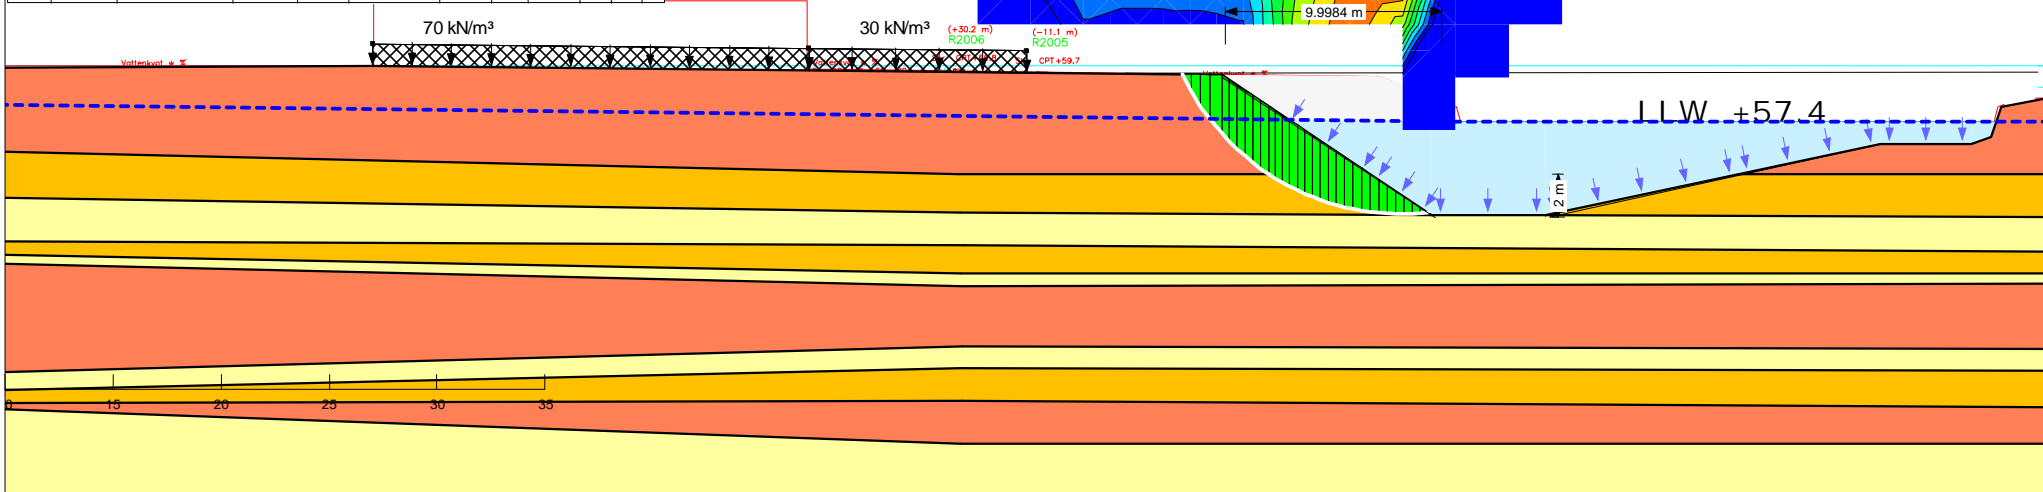 9.9984 m
70 kN/m³
30 kN/m³
(+30.2 m)
R2006
(-11.1 m)
R2005
CPT+59.7
LLW +57.4
2 m
0
15
20
25
30
35